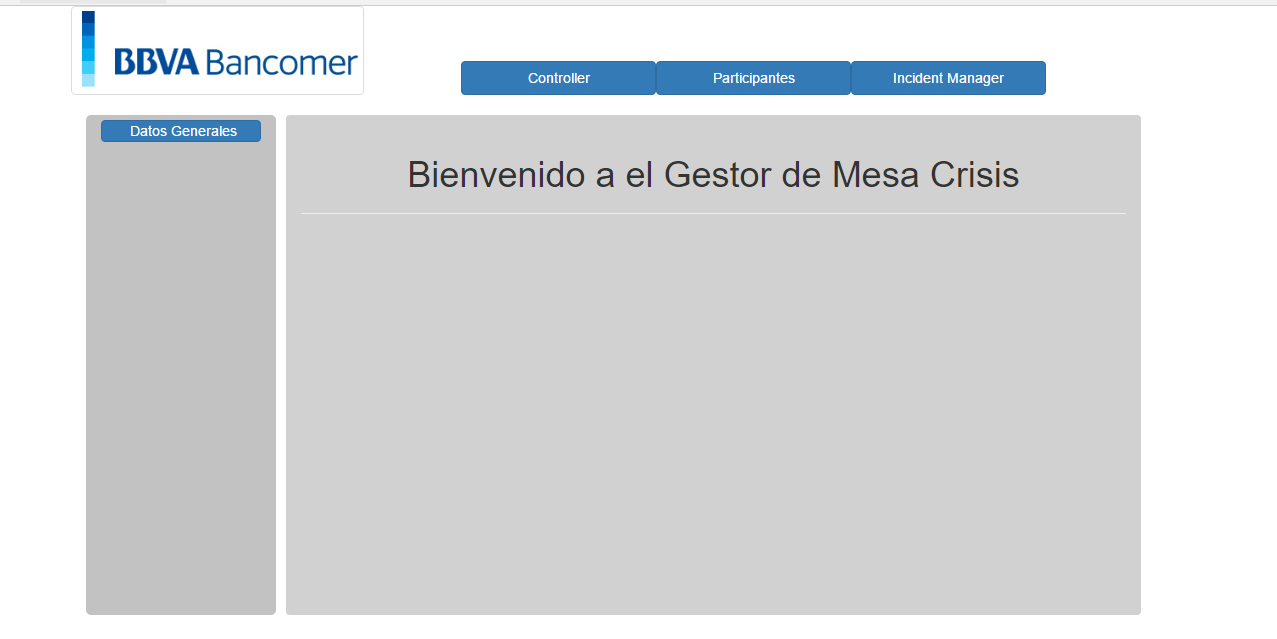 BBVA Bancomer
Controller
Participantes
Incident Manager
Datos Generales
Bienvenido a el Gestor de Mesa Crisis